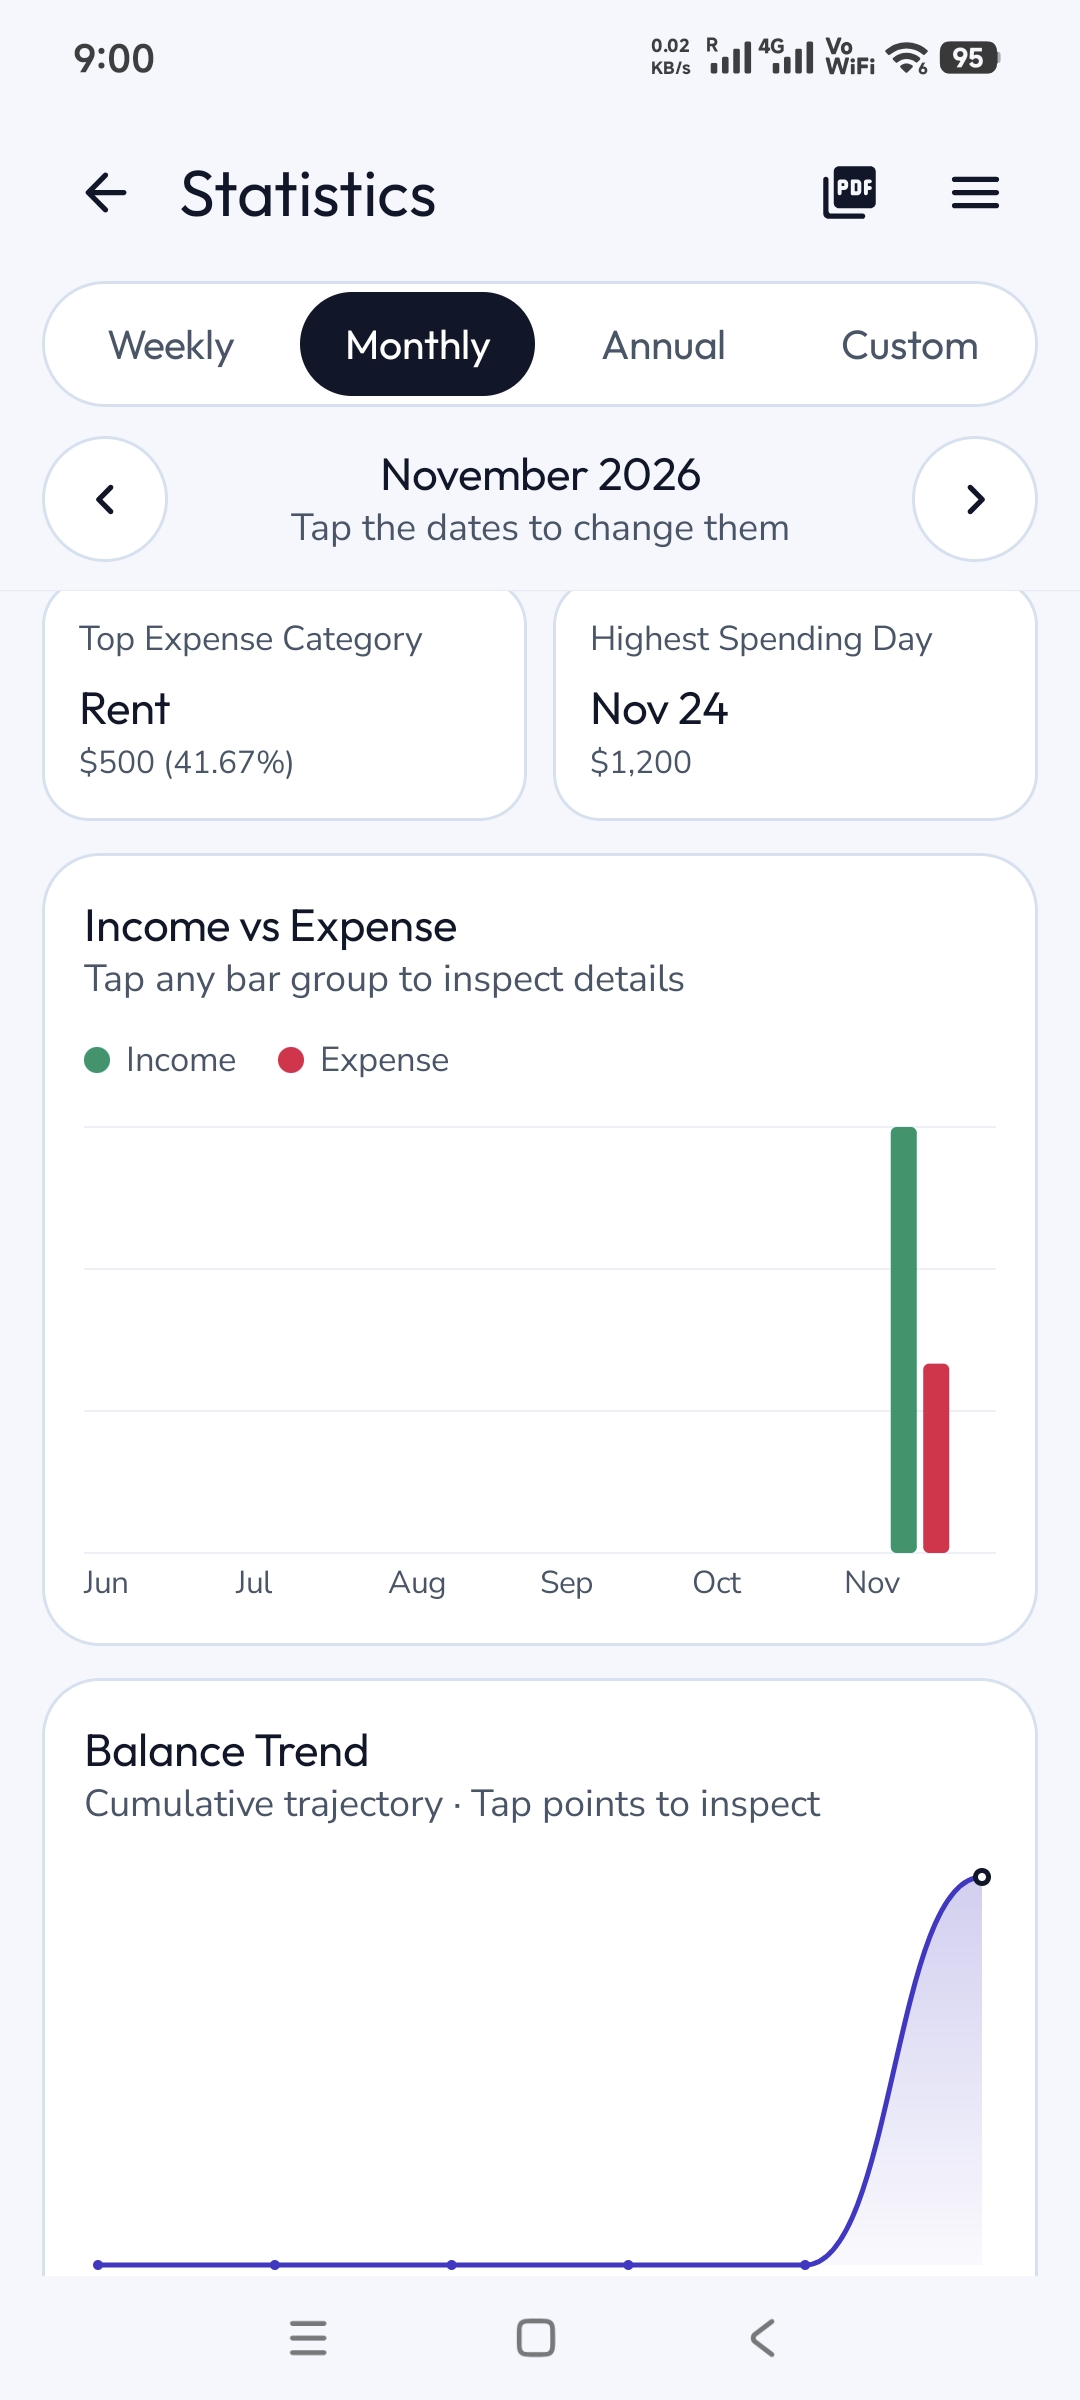 9:00
0.02 KB/s R 4G Vo WiFi 6 95
Statistics
PDF
Weekly Monthly Annual Custom
November 2026
Tap the dates to change them
Top Expense Category
Rent
$500 (41.67%)
Highest Spending Day
Nov 24
$1,200
Income vs Expense
Tap any bar group to inspect details
Income Expense
Jun Jul Aug Sep Oct Nov
Balance Trend
Cumulative trajectory · Tap points to inspect